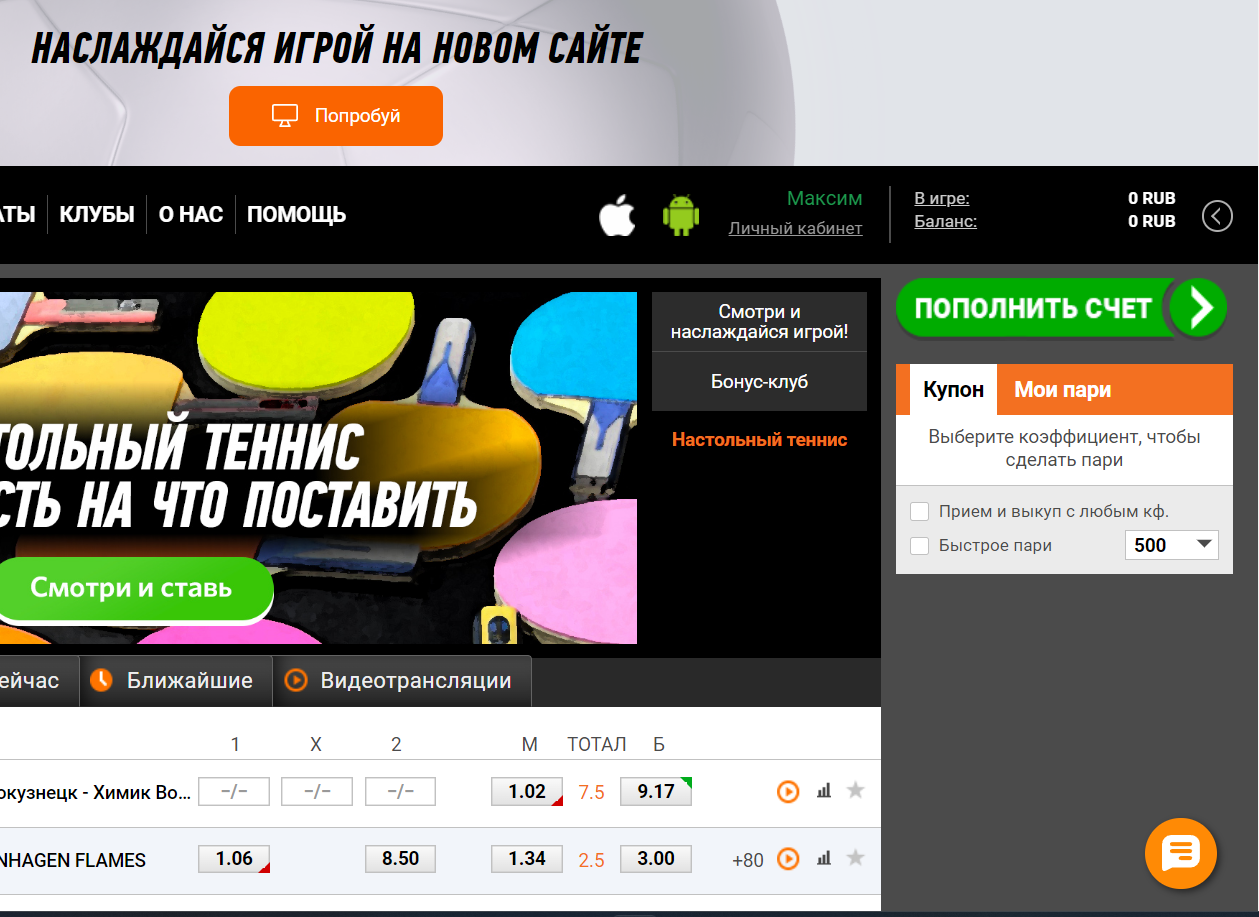 НАСЛАЖДАЙСЯ ИГРОЙ НА НОВОМ САЙТЕ
Попробуй
АТЫ КЛУБЫ О НАС ПОМОЩЬ
Максим
Личный кабинет
В игре: 0 RUB
Баланс: 0 RUB
ПОПОЛНИТЬ СЧЕТ
Смотри и
наслаждайся игрой!
Бонус-клуб
Настольный теннис
ТОЛЬНЫЙ ТЕННИС
СТЬ НА ЧТО ПОСТАВИТЬ
Смотри и ставь
Купон Мои пари
Выберите коэффициент, чтобы
сделать пари
Прием и выкуп с любым кф.
Быстрое пари 500
ейчас Ближайшие Видеотрансляции
1 X 2 М ТОТАЛ Б
окузнецк - Химик Во... –/– –/– –/– 1.02 7.5 9.17
NHAGEN FLAMES 1.06 8.50 1.34 2.5 3.00 +80